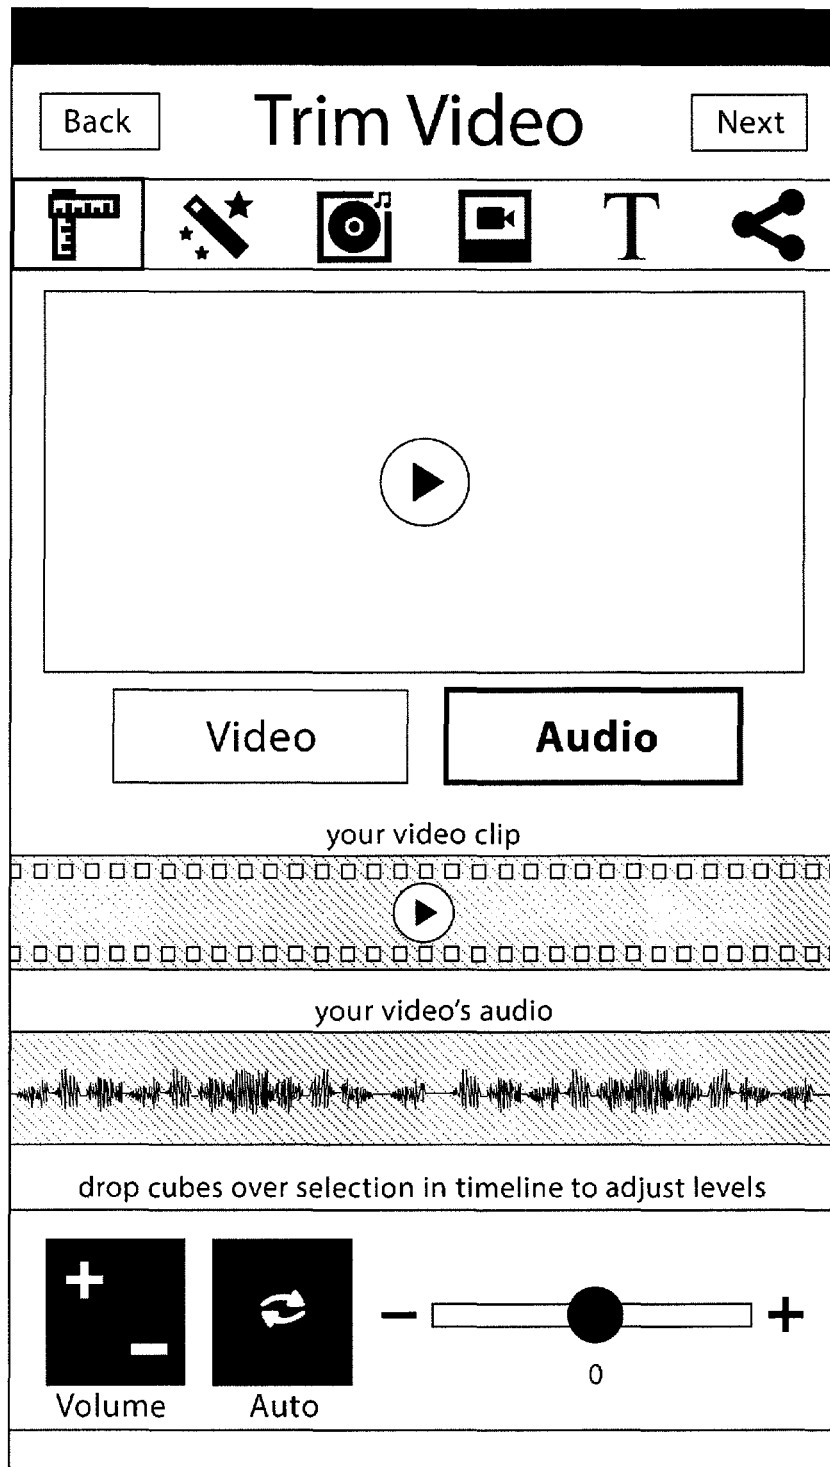 Back
Trim Video
Next
T
Video
Audio
your video clip
your video's audio
drop cubes over selection in timeline to adjust levels
+
−
− +
0
Volume
Auto